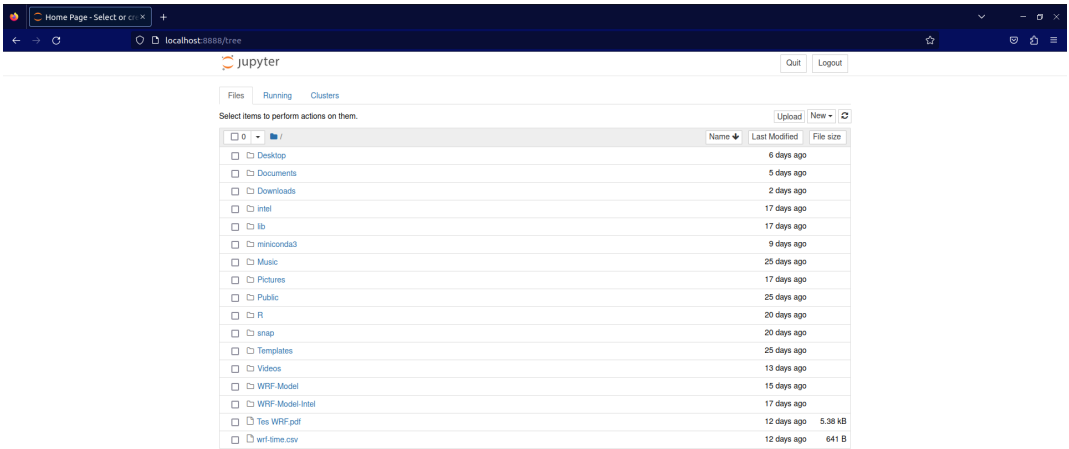 Home Page - Select or cre
localhost:8888/tree
jupyter
Quit Logout
Files Running Clusters
Select items to perform actions on them.
Upload New
0 / Name Last Modified File size
Desktop 6 days ago
Documents 5 days ago
Downloads 2 days ago
intel 17 days ago
lib 17 days ago
miniconda3 9 days ago
Music 25 days ago
Pictures 17 days ago
Public 25 days ago
R 20 days ago
snap 20 days ago
Templates 25 days ago
Videos 13 days ago
WRF-Model 15 days ago
WRF-Model-Intel 17 days ago
Tes WRF.pdf 12 days ago 5.38 kB
wrf-time.csv 12 days ago 641 B